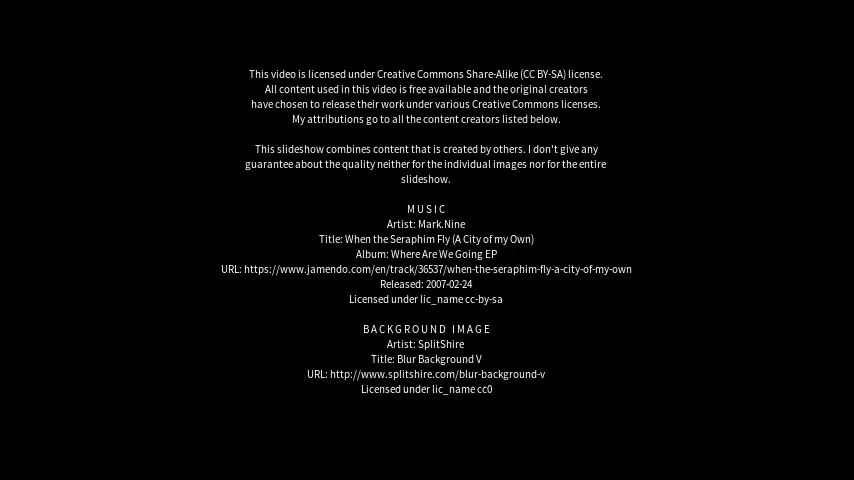 This video is licensed under Creative Commons Share-Alike (CC BY-SA) license.
All content used in this video is free available and the original creators
have chosen to release their work under various Creative Commons licenses.
My attributions go to all the content creators listed below.
This slideshow combines content that is created by others. I don't give any
guarantee about the quality neither for the individual images nor for the entire
slideshow.
MUSIC
Artist: Mark.Nine
Title: When the Seraphim Fly (A City of my Own)
Album: Where Are We Going EP
URL: https://www.jamendo.com/en/track/36537/when-the-seraphim-fly-a-city-of-my-own
Released: 2007-02-24
Licensed under lic_name cc-by-sa
BACKGROUND IMAGE
Artist: SplitShire
Title: Blur Background V
URL: http://www.splitshire.com/blur-background-v
Licensed under lic_name cc0